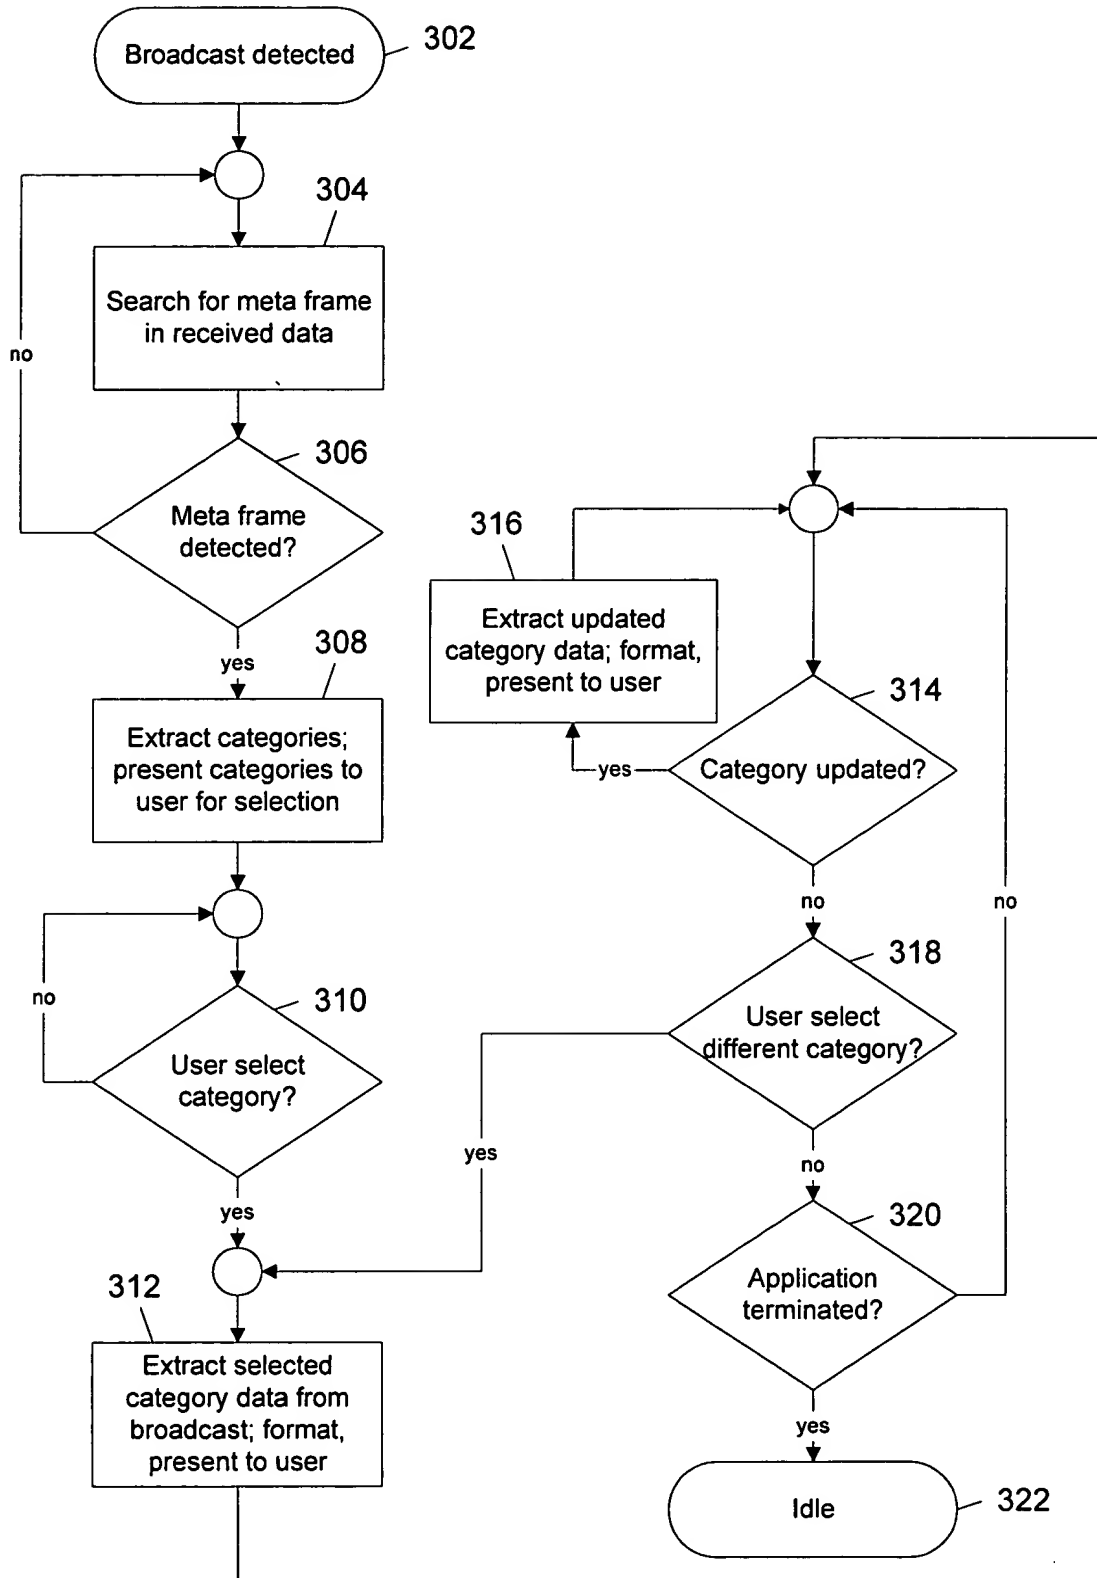 Broadcast detected
302
304
Search for meta frame
in received data
no
306
Meta frame
detected?
yes
308
Extract categories;
present categories to
user for selection
no
310
User select
category?
yes
312
Extract selected
category data from
broadcast; format,
present to user
316
Extract updated
category data; format,
present to user
314
Category updated?
yes
no
no
318
User select
different category?
yes
no
320
Application
terminated?
yes
Idle
322